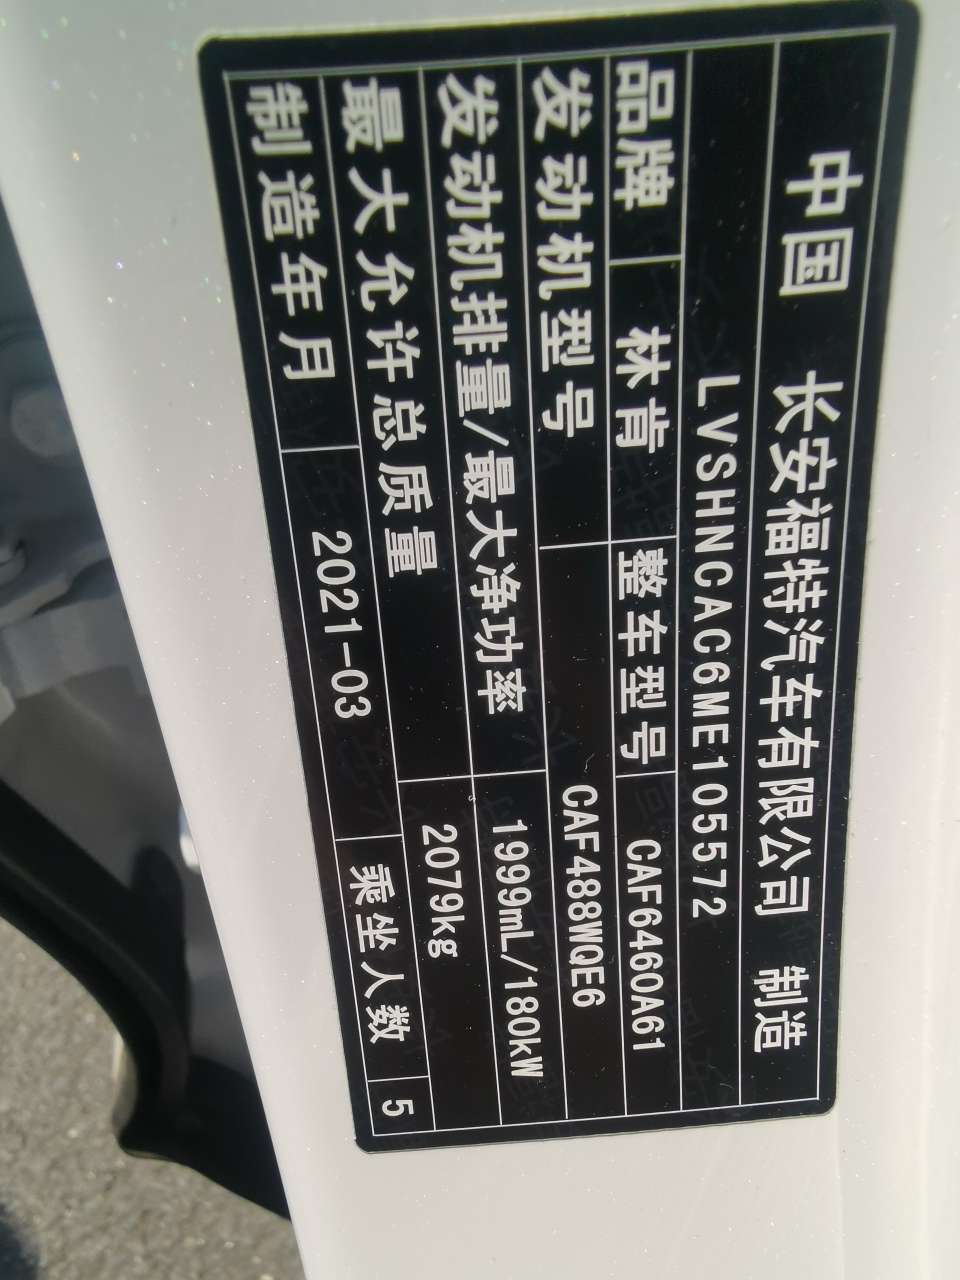 中国 长安福特汽车有限公司 制造
LVSHNCAC6ME105572
品牌 林肯 整车型号 CAF6460A61
发动机型号 CAF488WQE6
发动机排量/最大净功率 1999mL/180kW
最大允许总质量 2079kg
制造年月 2021-03 乘坐人数 5